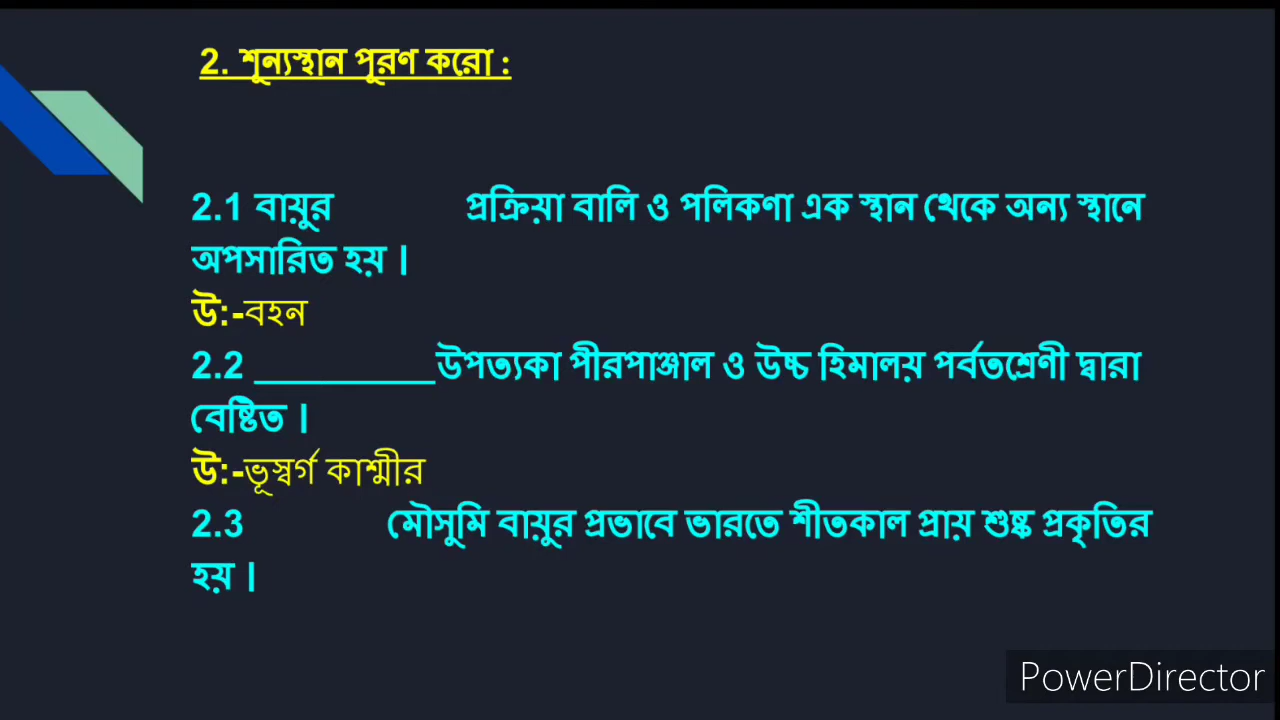 2. শূন্যস্থান পূরণ করো :
2.1 বায়ুর প্রক্রিয়া বালি ও পলিকণা এক স্থান থেকে অন্য স্থানে
অপসারিত হয় ।
উ:-বহন
2.2 __________উপত্যকা পীরপাঞ্জাল ও উচ্চ হিমালয় পর্বতশ্রেণী দ্বারা
বেষ্টিত ।
উ:-ভূস্বর্গ কাশ্মীর
2.3 মৌসুমি বায়ুর প্রভাবে ভারতে শীতকাল প্রায় শুষ্ক প্রকৃতির
হয় ।
PowerDirector